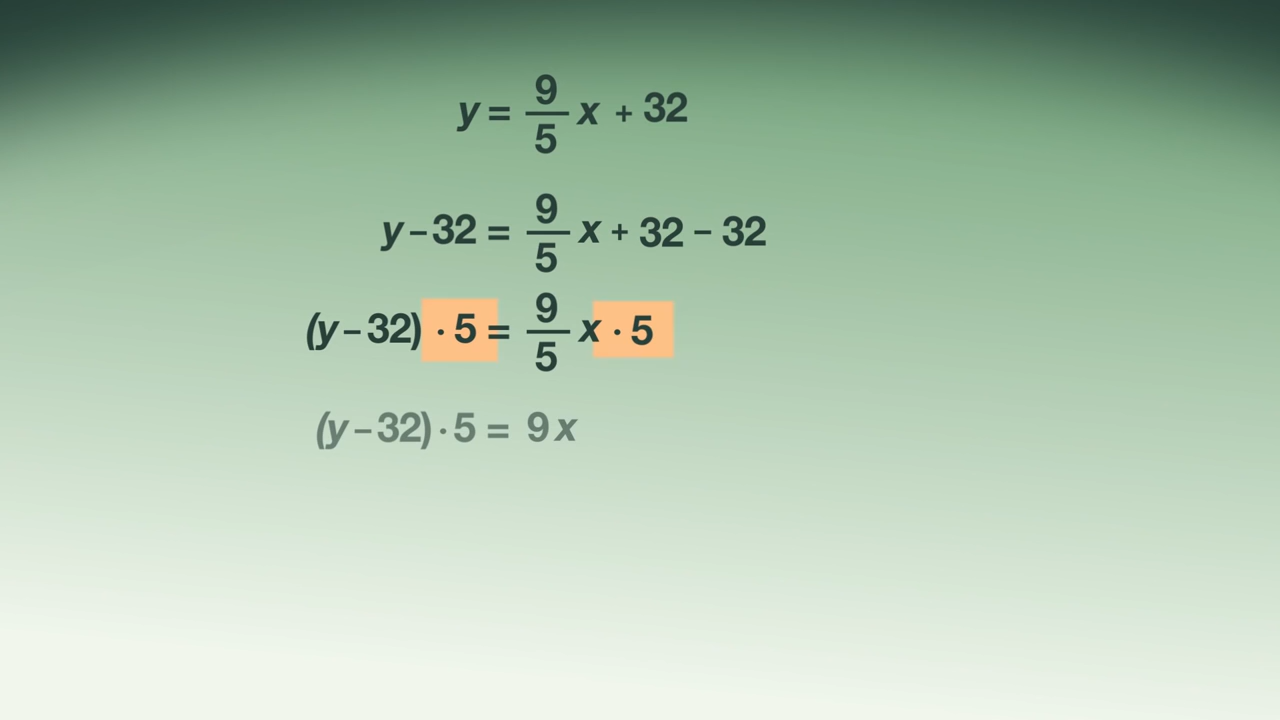 y = 9/5 x + 32
y – 32 = 9/5 x + 32 – 32
(y – 32) · 5 = 9/5 x · 5
(y – 32) · 5 = 9 x